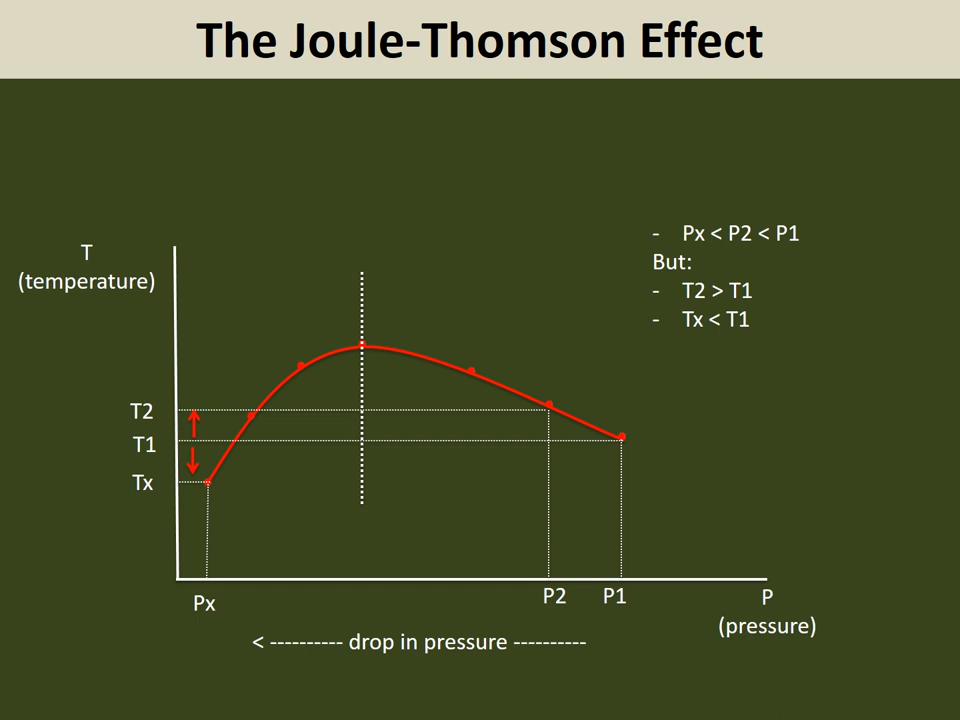 The Joule-Thomson Effect
- Px < P2 < P1
But:
- T2 > T1
- Tx < T1
T
(temperature)
T2
T1
Tx
Px
P2
P1
P
(pressure)
< ---------- drop in pressure ----------